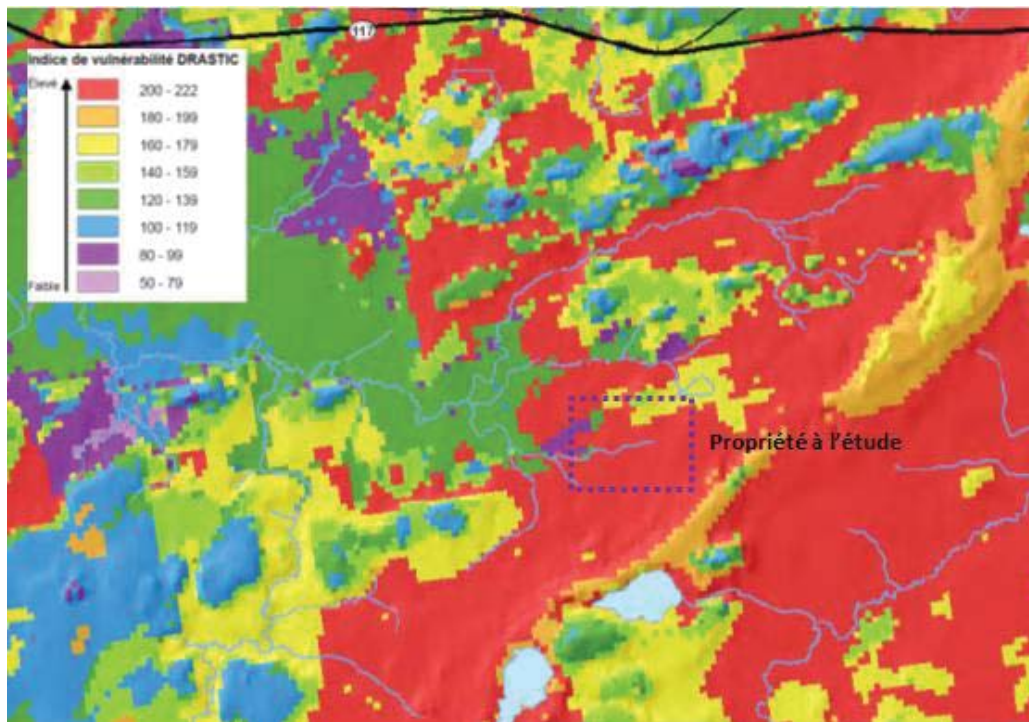 117
Indice de vulnérabilité DRASTIC
Élevé
200 - 222
180 - 199
160 - 179
140 - 159
120 - 139
100 - 119
80 - 99
Faible
50 - 79
Propriété à l'étude